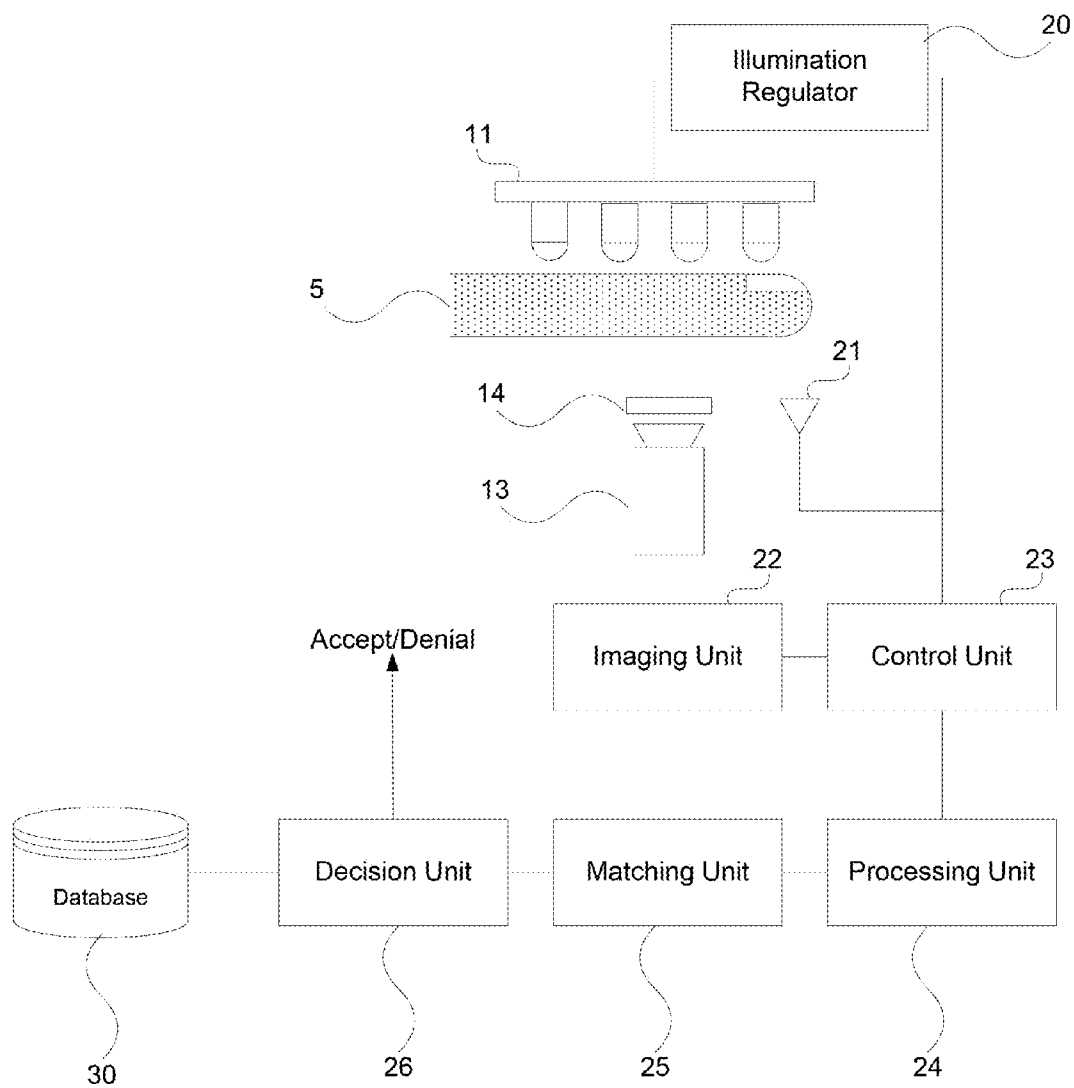 20
Illumination
Regulator
11
5
21
14
13
22
23
Accept/Denial
Imaging Unit
Control Unit
Decision Unit
Matching Unit
Processing Unit
Database
30
26
25
24